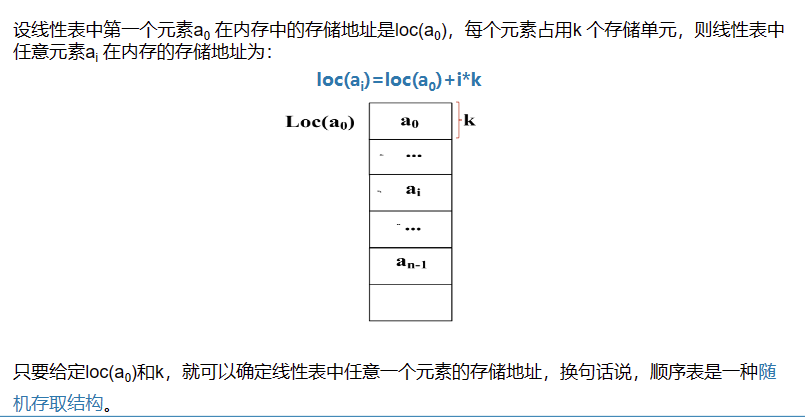 设线性表中第一个元素a₀ 在内存中的存储地址是loc(a₀)，每个元素占用k 个存储单元，则线性表中
任意元素aᵢ 在内存的存储地址为：
loc(aᵢ)=loc(a₀)+i*k
Loc(a₀) a₀ k
...
aᵢ
...
aₙ₋₁
只要给定loc(a₀)和k，就可以确定线性表中任意一个元素的存储地址，换句话说，顺序表是一种随
机存取结构。